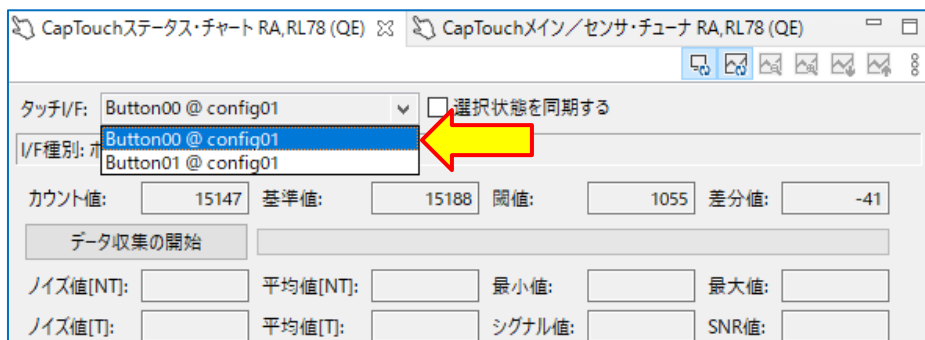 CapTouchステータス・チャート RA,RL78 (QE) CapTouchメイン／センサ・チューナ RA,RL78 (QE)
タッチI/F: Button00 @ config01 選択状態を同期する
Button00 @ config01
I/F種別:
Button01 @ config01
カウント値: 15147 基準値: 15188 閾値: 1055 差分値: -41
データ収集の開始
ノイズ値[NT]: 平均値[NT]: 最小値: 最大値:
ノイズ値[T]: 平均値[T]: シグナル値: SNR値: